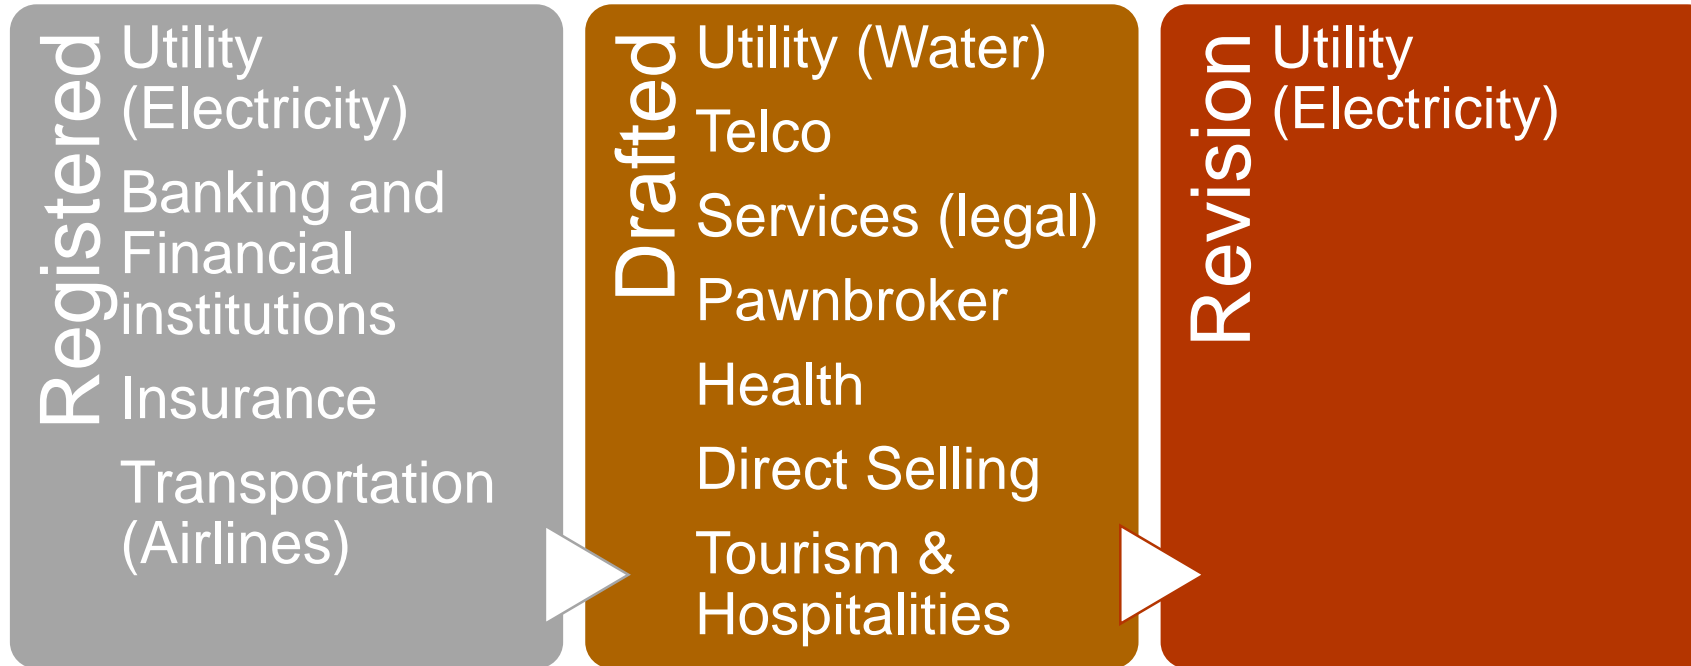 Registered
Utility
(Electricity)
Banking and
Financial
institutions
Insurance
Transportation
(Airlines)
Drafted
Utility (Water)
Telco
Services (legal)
Pawnbroker
Health
Direct Selling
Tourism &
Hospitalities
Revision
Utility
(Electricity)